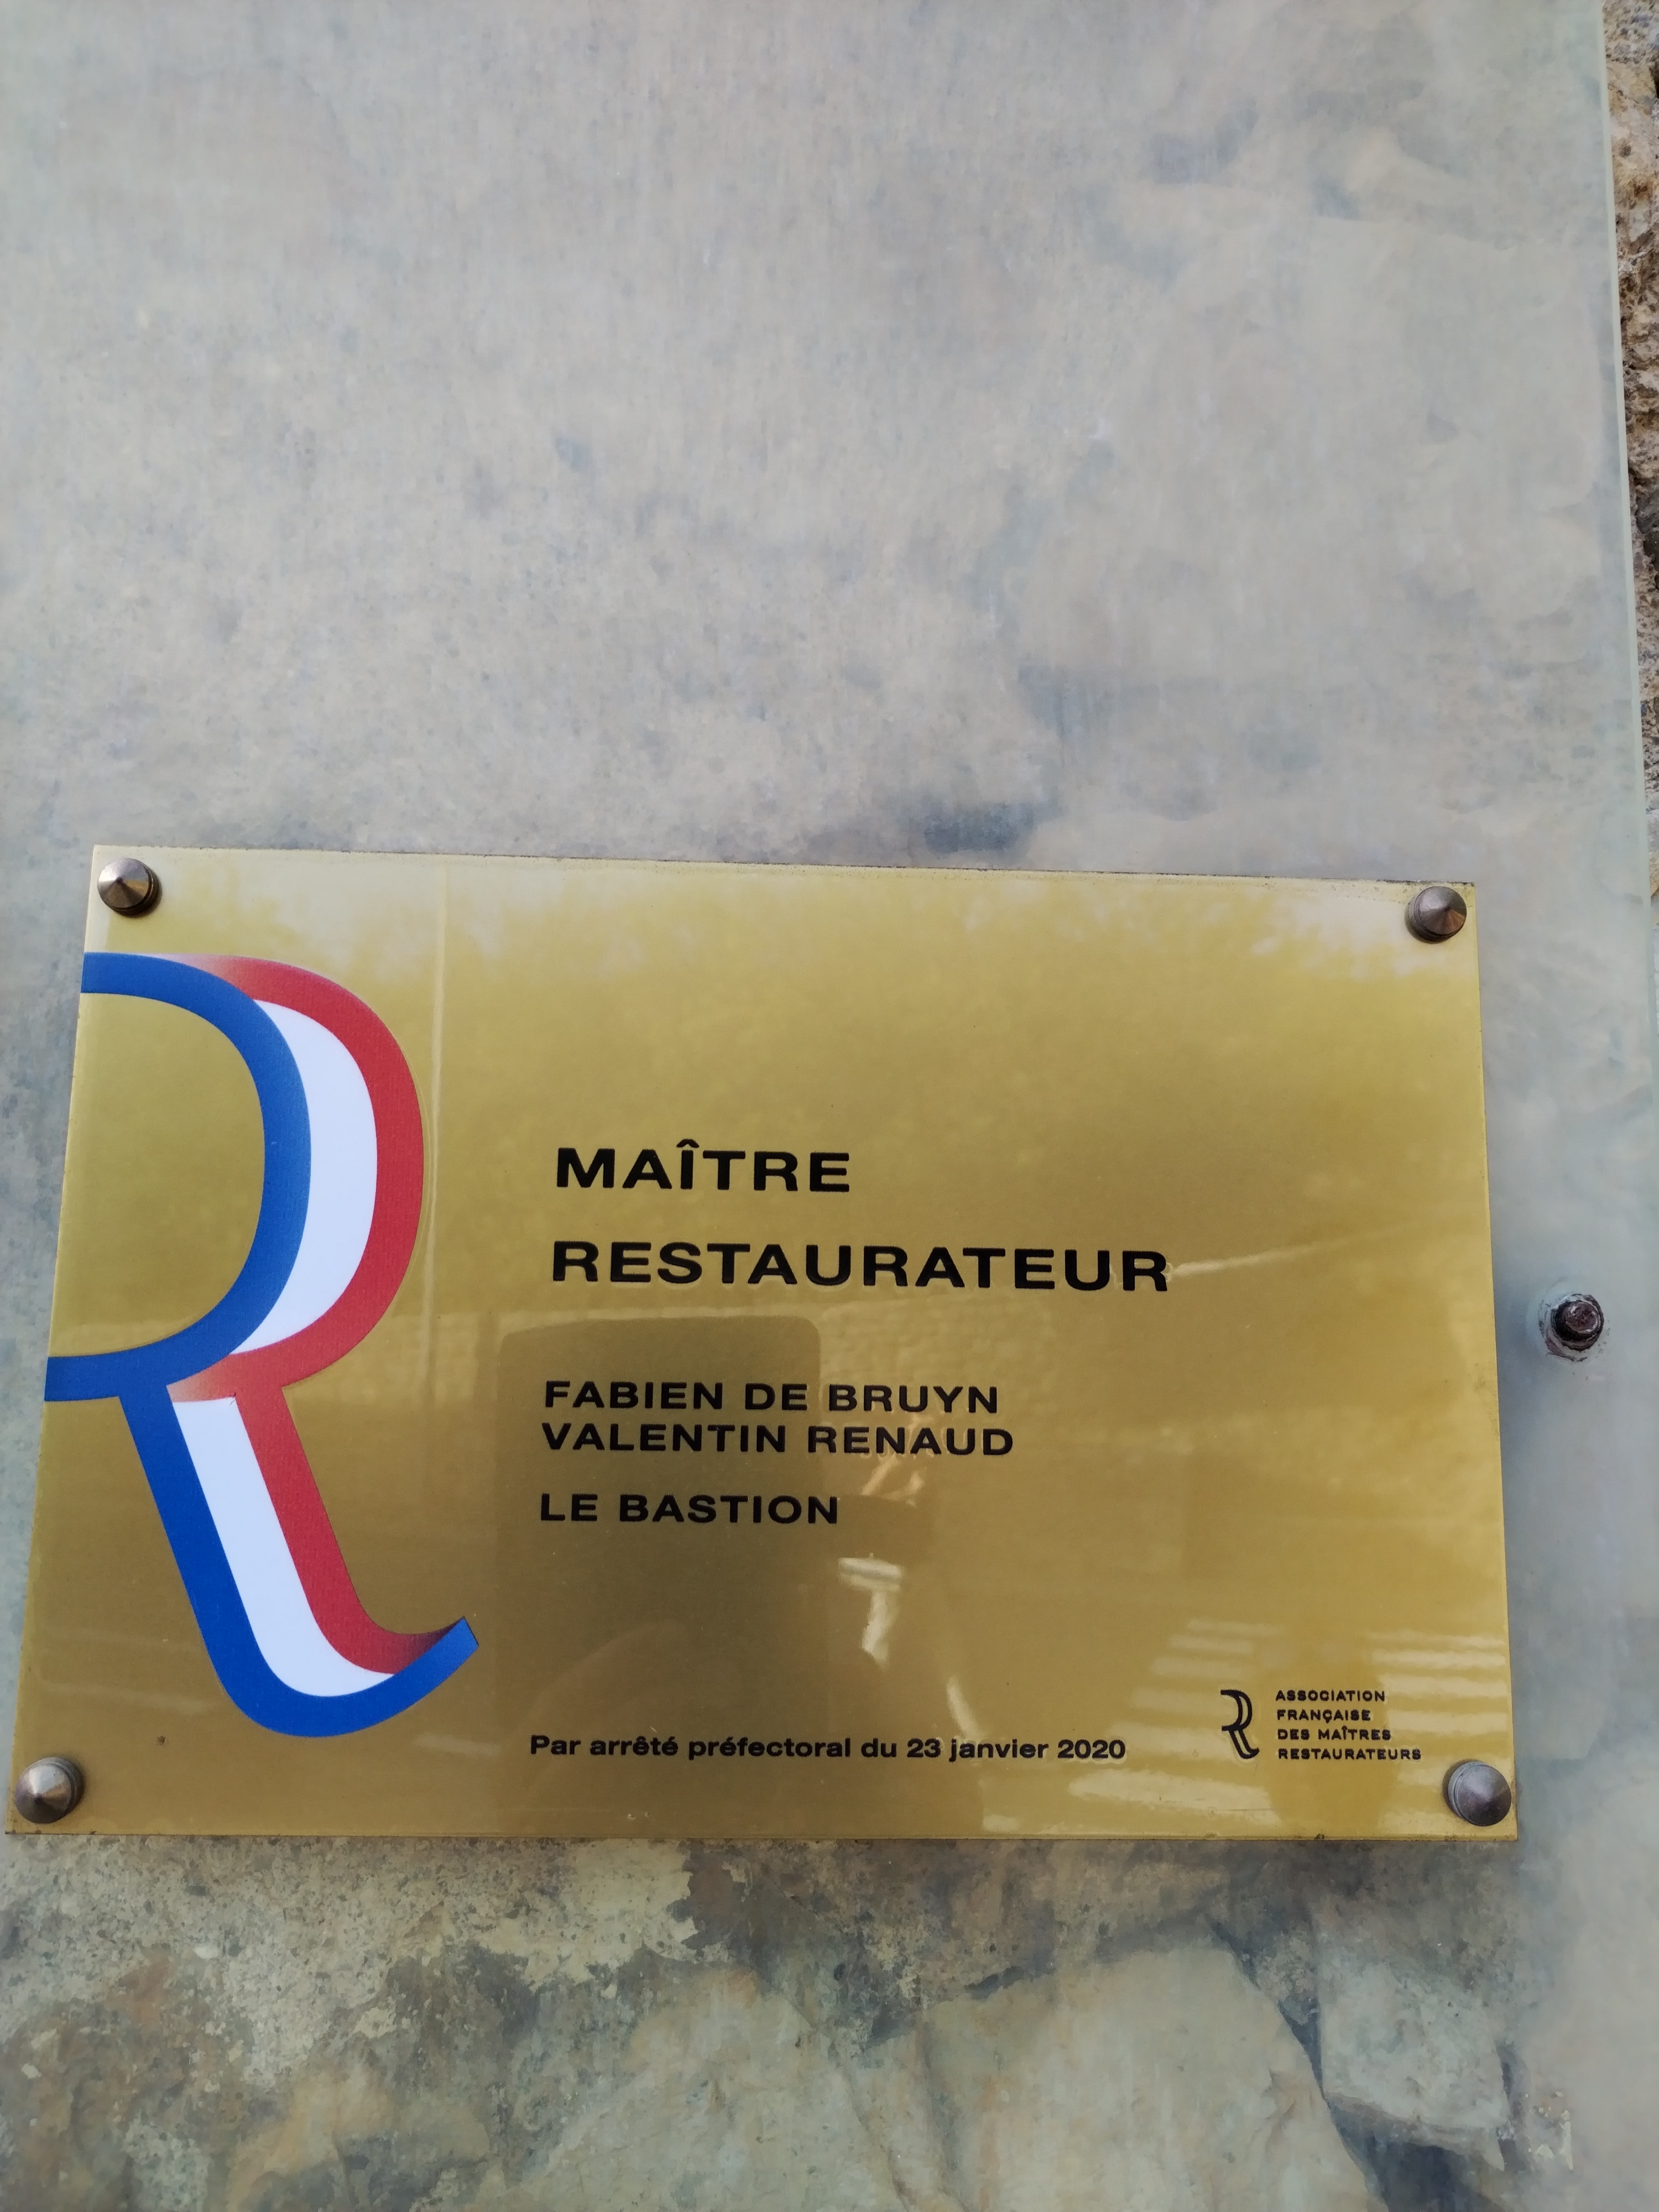 MAÎTRE
RESTAURATEUR
FABIEN DE BRUYN
VALENTIN RENAUD
LE BASTION
Par arrêté préfectoral du 23 janvier 2020
ASSOCIATION
FRANÇAISE
DES MAÎTRES
RESTAURATEURS